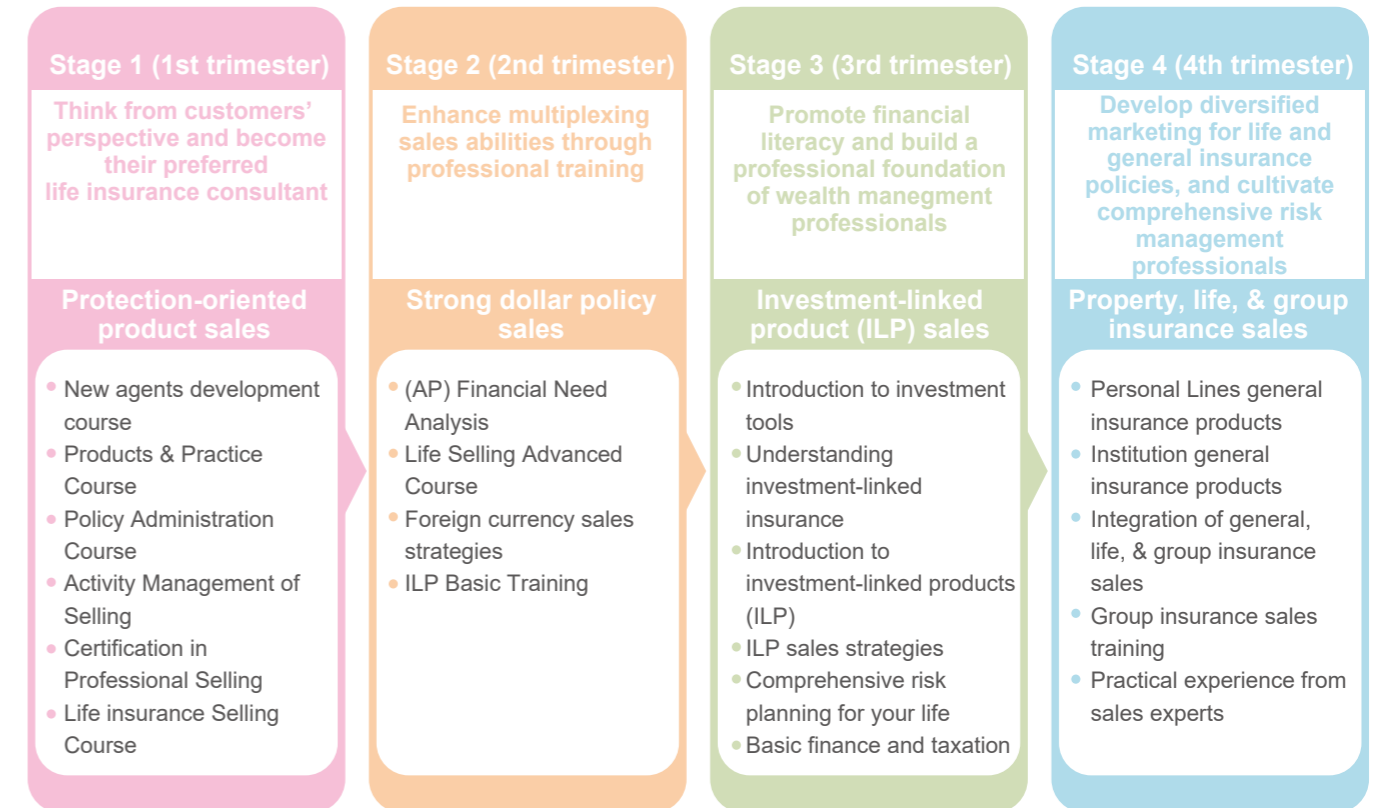 Stage 1 (1st trimester)
Think from customers’
perspective and become
their preferred
life insurance consultant
Protection-oriented
product sales
New agents development
course
Products & Practice
Course
Policy Administration
Course
Activity Management of
Selling
Certification in
Professional Selling
Life insurance Selling
Course
Stage 2 (2nd trimester)
Enhance multiplexing
sales abilities through
professional training
Strong dollar policy
sales
(AP) Financial Need
Analysis
Life Selling Advanced
Course
Foreign currency sales
strategies
ILP Basic Training
Stage 3 (3rd trimester)
Promote financial
literacy and build a
professional foundation
of wealth managment
professionals
Investment-linked
product (ILP) sales
Introduction to investment
tools
Understanding
investment-linked
insurance
Introduction to
investment-linked products
(ILP)
ILP sales strategies
Comprehensive risk
planning for your life
Basic finance and taxation
Stage 4 (4th trimester)
Develop diversified
marketing for life and
general insurance
policies, and cultivate
comprehensive risk
management
professionals
Property, life, & group
insurance sales
Personal Lines general
insurance products
Institution general
insurance products
Integration of general,
life, & group insurance
sales
Group insurance sales
training
Practical experience from
sales experts